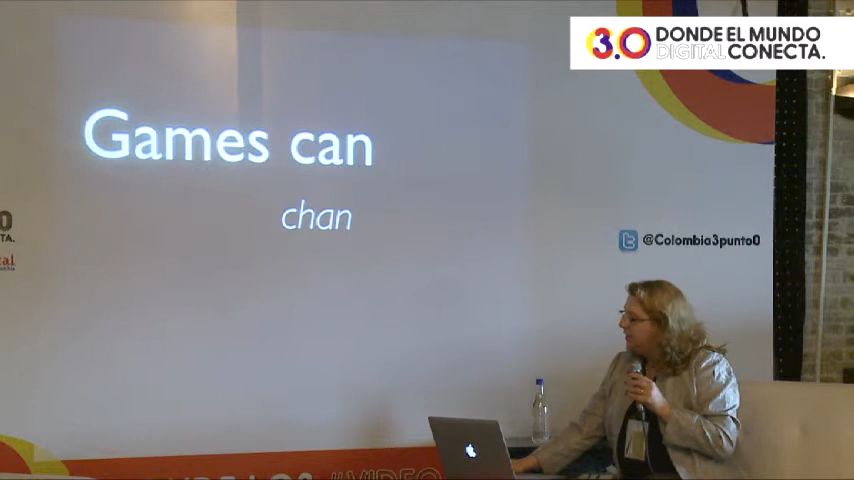 3.0
DONDE EL MUNDO
DIGITAL CONECTA.
Games can
chan
@Colombia3punto0